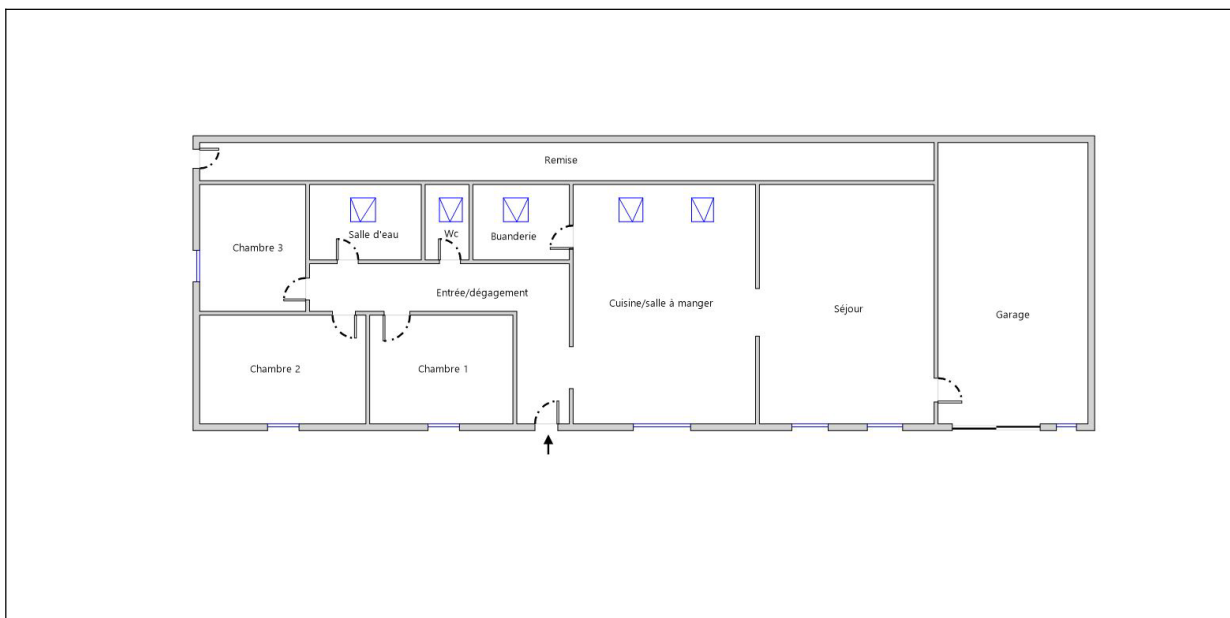 Remise
Salle d'eau
Wc
Buanderie
Chambre 3
Entrée/dégagement
Cuisine/salle à manger
Séjour
Garage
Chambre 2
Chambre 1